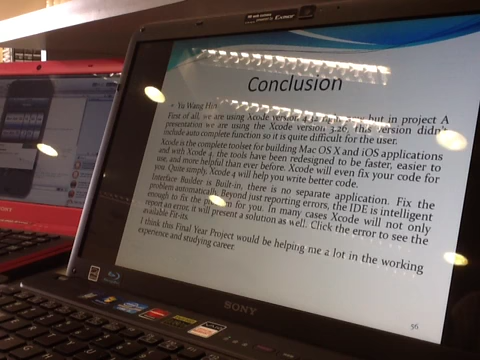 Conclusion
Yu Wang Hin
First of all, we are using Xcode version 4.12 right now but in project A
presentation we are using the Xcode version 3.26, this version didn't
include auto complete function so it is quite difficult for the user.
Xcode is the complete toolset for building Mac OS X and iOS applications
and with Xcode 4, the tools have been redesigned to be faster, easier to
use, and more helpful than ever before. Xcode will even fix your code for
you. Quite simply, Xcode 4 will help you write better code.
Interface Builder is Built-in, there is no separate application. Fix the
problem automatically. Beyond just reporting errors, the IDE is intelligent
enough to fix the problem for you. In many cases Xcode will not only
report an error, it will present a solution as well. Click the error to see the
available Fit-its.
I think this Final Year Project would be helping me a lot in the working
experience and studying career.
56
SONY